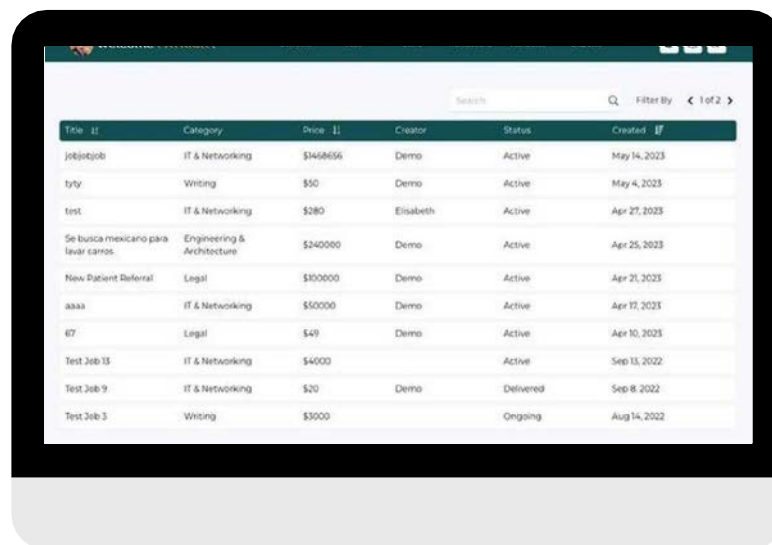 Search Filter By 1 of 2
Title Category Price Creator Status Created
jobjobjob IT & Networking $1468656 Demo Active May 14, 2023
tyty Writing $50 Demo Active May 4, 2023
test IT & Networking $280 Elisabeth Active Apr 27, 2023
Se busca mexicano para lavar carros Engineering & Architecture $240000 Demo Active Apr 25, 2023
New Patient Referral Legal $100000 Demo Active Apr 21, 2023
aaaa IT & Networking $50000 Demo Active Apr 17, 2023
67 Legal $49 Demo Active Apr 10, 2023
Test Job 13 IT & Networking $4000 Active Sep 13, 2022
Test Job 9 IT & Networking $20 Demo Delivered Sep 8, 2022
Test Job 3 Writing $3000 Ongoing Aug 14, 2022